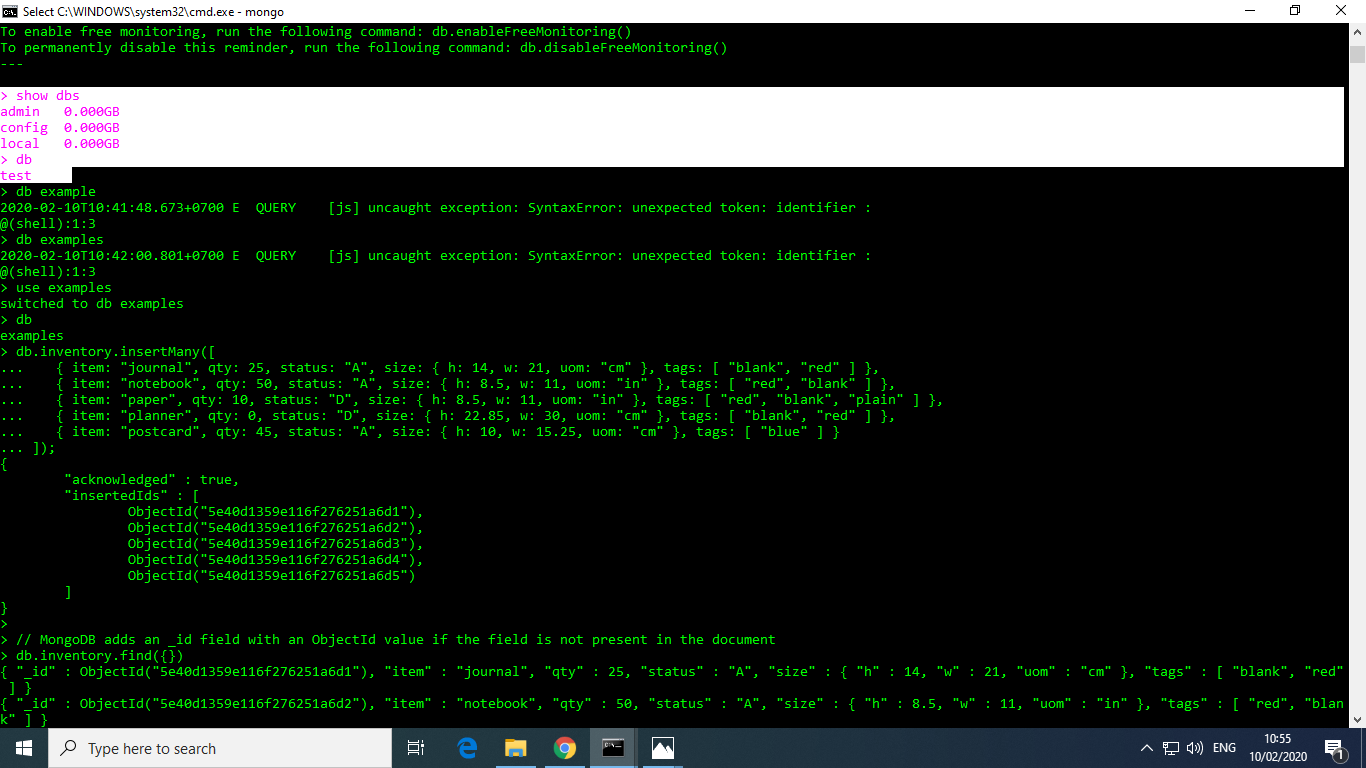 Select C:\WINDOWS\system32\cmd.exe - mongo
To enable free monitoring, run the following command: db.enableFreeMonitoring()
To permanently disable this reminder, run the following command: db.disableFreeMonitoring()
---
> show dbs
admin   0.000GB
config  0.000GB
local   0.000GB
> db
test
> db example
2020-02-10T10:41:48.673+0700 E  QUERY    [js] uncaught exception: SyntaxError: unexpected token: identifier :
@(shell):1:3
> db examples
2020-02-10T10:42:00.801+0700 E  QUERY    [js] uncaught exception: SyntaxError: unexpected token: identifier :
@(shell):1:3
> use examples
switched to db examples
> db
examples
> db.inventory.insertMany([
...    { item: "journal", qty: 25, status: "A", size: { h: 14, w: 21, uom: "cm" }, tags: [ "blank", "red" ] },
...    { item: "notebook", qty: 50, status: "A", size: { h: 8.5, w: 11, uom: "in" }, tags: [ "red", "blank" ] },
...    { item: "paper", qty: 10, status: "D", size: { h: 8.5, w: 11, uom: "in" }, tags: [ "red", "blank", "plain" ] },
...    { item: "planner", qty: 0, status: "D", size: { h: 22.85, w: 30, uom: "cm" }, tags: [ "blank", "red" ] },
...    { item: "postcard", qty: 45, status: "A", size: { h: 10, w: 15.25, uom: "cm" }, tags: [ "blue" ] }
... ]);
{
        "acknowledged" : true,
        "insertedIds" : [
                ObjectId("5e40d1359e116f276251a6d1"),
                ObjectId("5e40d1359e116f276251a6d2"),
                ObjectId("5e40d1359e116f276251a6d3"),
                ObjectId("5e40d1359e116f276251a6d4"),
                ObjectId("5e40d1359e116f276251a6d5")
        ]
}
>
> // MongoDB adds an _id field with an ObjectId value if the field is not present in the document
> db.inventory.find({})
{ "_id" : ObjectId("5e40d1359e116f276251a6d1"), "item" : "journal", "qty" : 25, "status" : "A", "size" : { "h" : 14, "w" : 21, "uom" : "cm" }, "tags" : [ "blank", "red"
 ] }
{ "_id" : ObjectId("5e40d1359e116f276251a6d2"), "item" : "notebook", "qty" : 50, "status" : "A", "size" : { "h" : 8.5, "w" : 11, "uom" : "in" }, "tags" : [ "red", "blan
k" ] }
Type here to search
ENG
10:55
10/02/2020
1